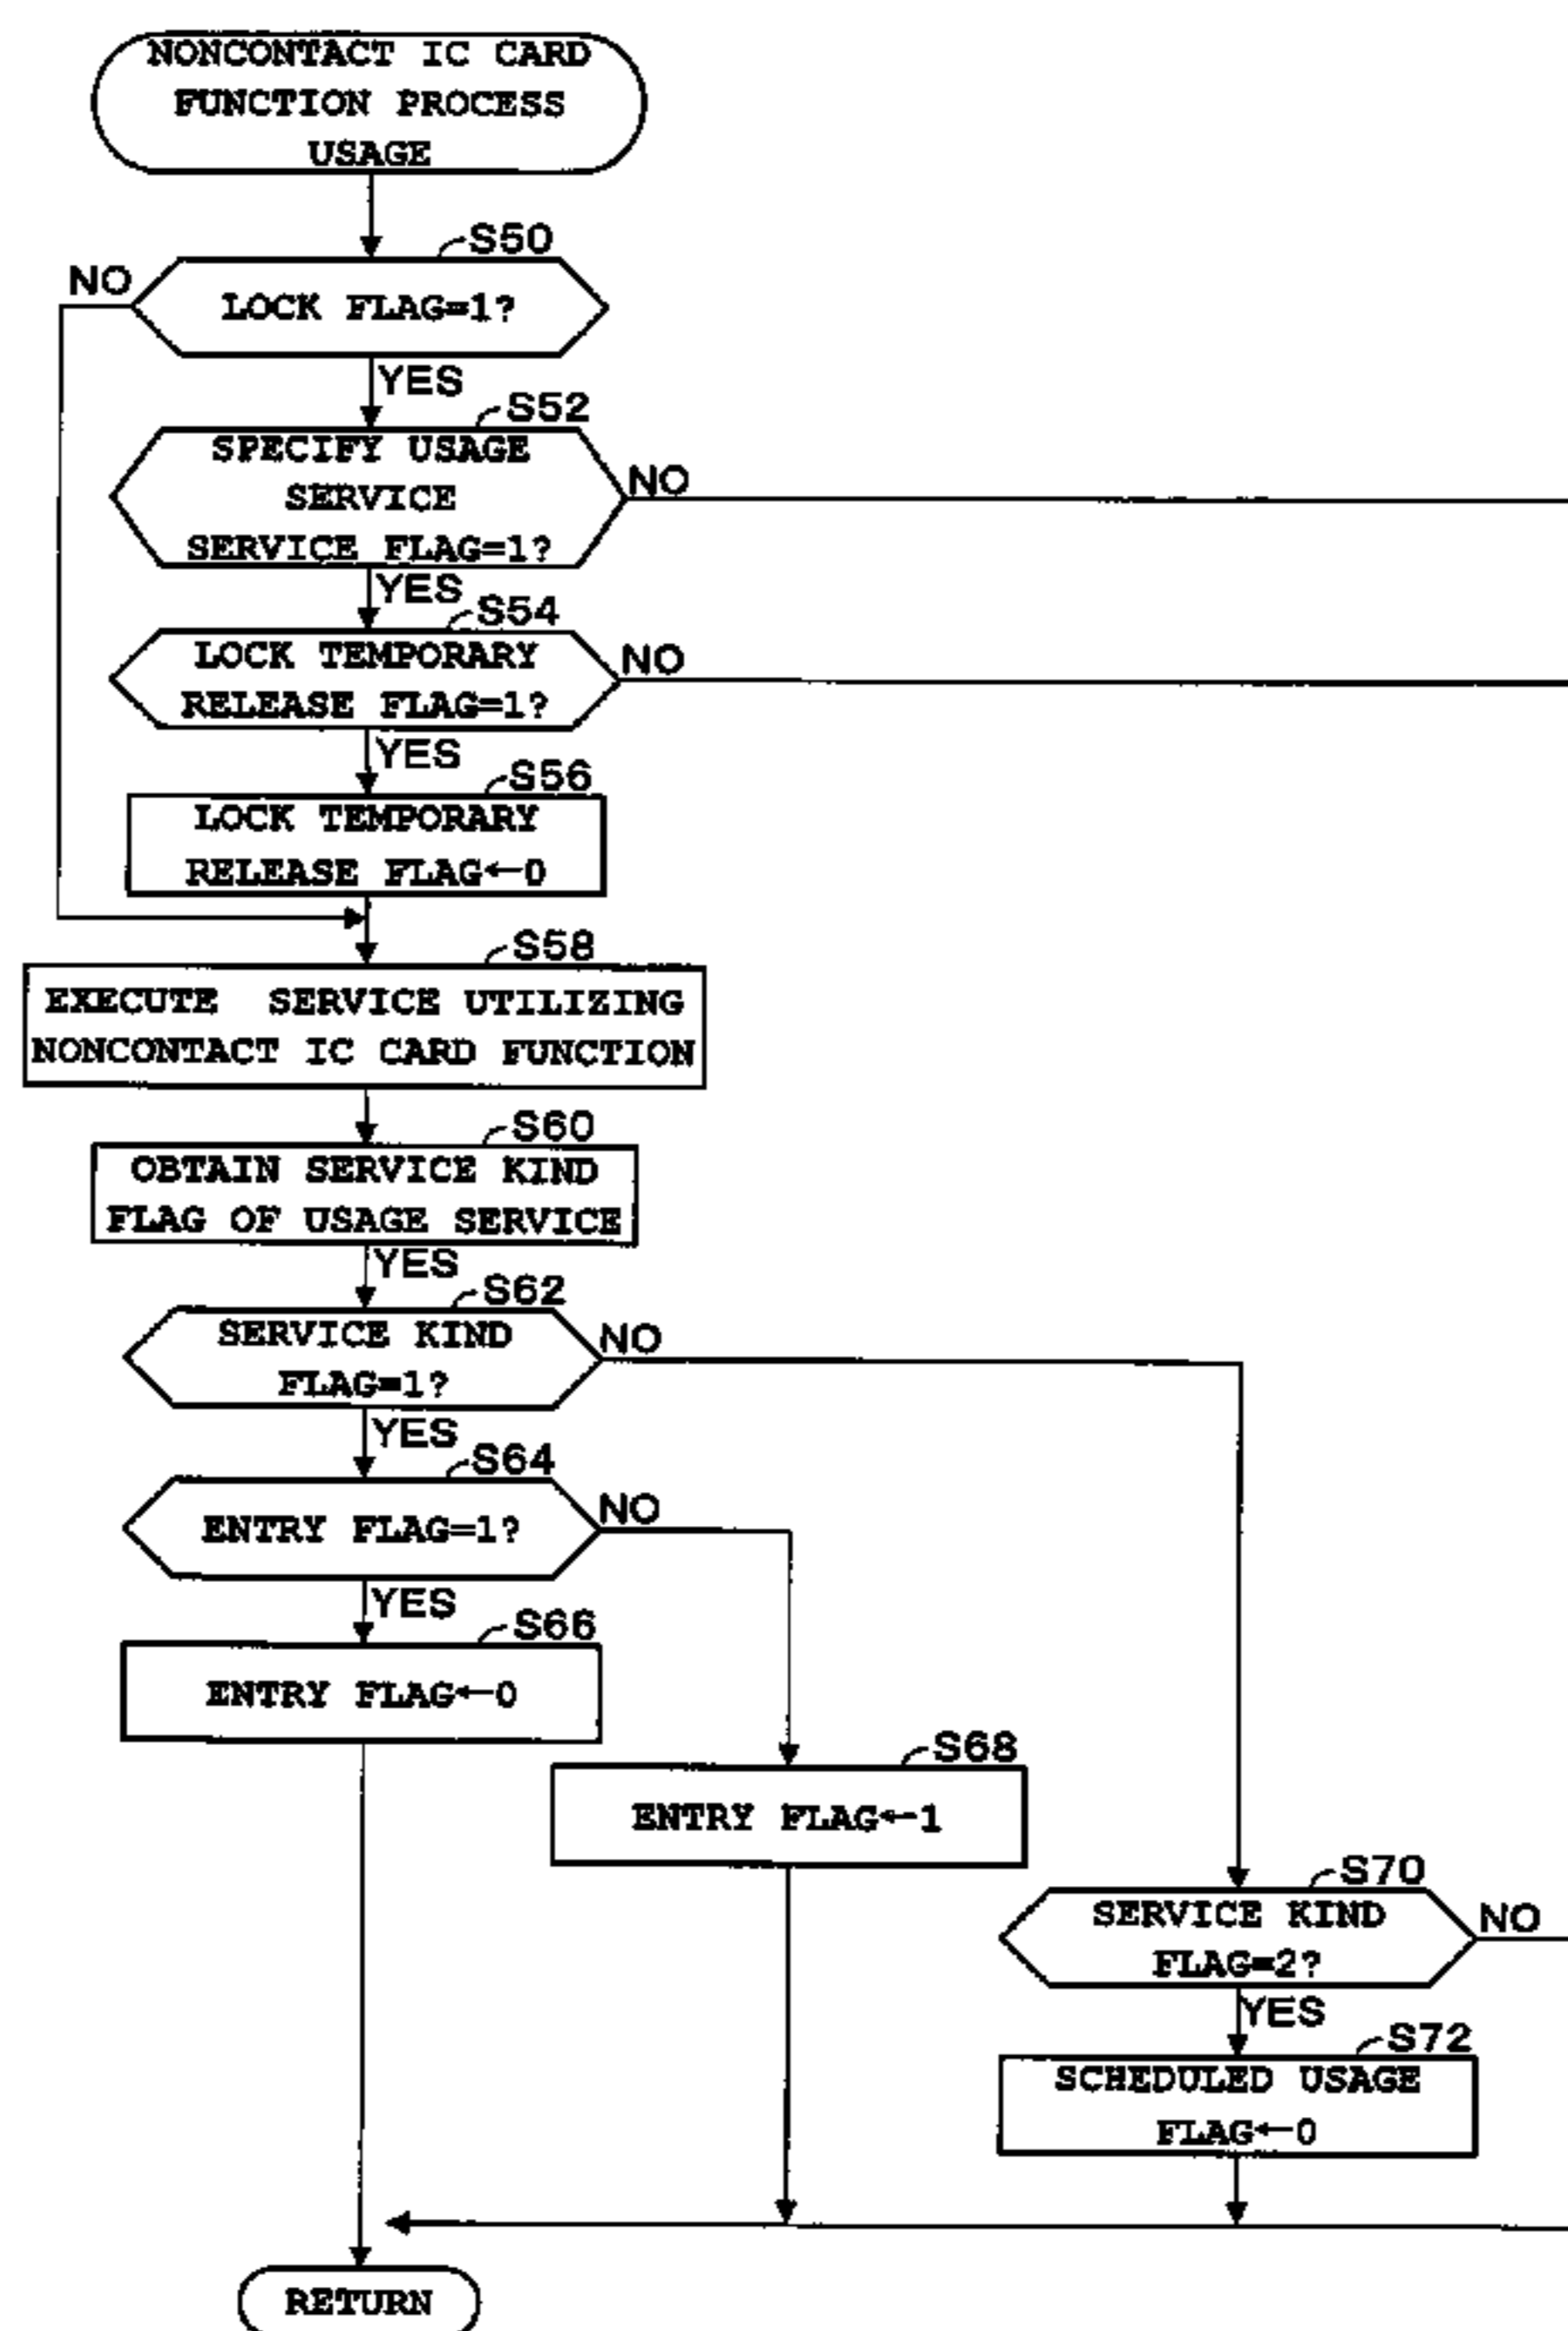 NONCONTACT IC CARD
FUNCTION PROCESS
USAGE
S50
NO
LOCK FLAG=1?
YES
S52
SPECIFY USAGE
SERVICE
SERVICE FLAG=1?
NO
YES
S54
LOCK TEMPORARY
RELEASE FLAG=1?
NO
YES
S56
LOCK TEMPORARY
RELEASE FLAG←0
S58
EXECUTE SERVICE UTILIZING
NONCONTACT IC CARD FUNCTION
S60
OBTAIN SERVICE KIND
FLAG OF USAGE SERVICE
YES
S62
SERVICE KIND
FLAG=1?
NO
YES
S64
ENTRY FLAG=1?
NO
YES
S66
ENTRY FLAG←0
S68
ENTRY FLAG←1
S70
SERVICE KIND
FLAG=2?
NO
YES
S72
SCHEDULED USAGE
FLAG←0
RETURN